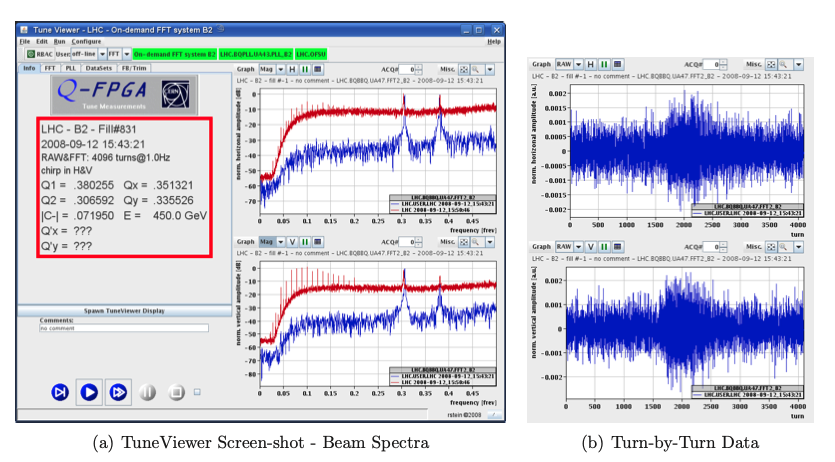 Tune Viewer - LHC - On-demand FFT system B2
File Edit Run Configure Help
RBAC User: off-line FFT On-demand FFT system B2 LHC.BQPLL.UA43.PLL_B2 LHC.OFSU
Info FFT PLL DataSets FB/Trim
Q-FPGA
Tune Measurements
CERN
LHC - B2 - Fill#831
2008-09-12 15:43:21
RAW&FFT: 4096 turns@1.0Hz
chirp in H&V
Q1 = .380255 Qx = .351321
Q2 = .306592 Qy = .335526
|C-| = .071950 E = 450.0 GeV
Q'x = ???
Q'y = ???
Spawn TuneViewer Display
Comments:
no comment
Graph Mag H ACQ# 0 Misc.
LHC - B2 - fill #-1 - no comment - LHC.BQBBQ.UA47.FFT2_B2 - 2008-09-12 15:43:21
norm. horizonal amplitude [dB]
0
-10
-20
-30
-40
-50
-60
-70
LHC.BQBBQ.UA47.FFT2_B2
LHC.USER.LHC 2008-09-12,15:43:21
LHC 2008-09-12,15:50:46
0 0.05 0.1 0.15 0.2 0.25 0.3 0.35 0.4 0.45
frequency [frev]
Graph Mag V ACQ# 0 Misc.
LHC - B2 - fill #-1 - no comment - LHC.BQBBQ.UA47.FFT2_B2 - 2008-09-12 15:43:21
norm. vertical amplitude [dB]
0
-10
-20
-30
-40
-50
-60
-70
-80
LHC.BQBBQ.UA47.FFT2_B2
LHC.USER.LHC 2008-09-12,15:43:21
LHC 2008-09-12,15:50:46
0 0.05 0.1 0.15 0.2 0.25 0.3 0.35 0.4 0.45
frequency [frev]
rstein ©2008
(a) TuneViewer Screen-shot - Beam Spectra
Graph RAW H ACQ# 0 Misc.
LHC - B2 - fill #-1 - no comment - LHC.BQBBQ.UA47.FFT2_B2 - 2008-09-12 15:43:21
norm. horizonal amplitude [a.u.]
0.002
0.0015
0.001
0.0005
0
-0.0005
-0.001
-0.0015
-0.002
LHC.BQBBQ.UA47.FFT2_B2
LHC.USER.LHC 2008-09-12,15:43:21
0 500 1000 1500 2000 2500 3000 3500 4000
turn
Graph RAW V ACQ# 0 Misc.
LHC - B2 - fill #-1 - no comment - LHC.BQBBQ.UA47.FFT2_B2 - 2008-09-12 15:43:21
norm. vertical amplitude [a.u.]
0.002
0.001
0
-0.001
-0.002
LHC.BQBBQ.UA47.FFT2_B2
LHC.USER.LHC 2008-09-12,15:43:21
0 500 1000 1500 2000 2500 3000 3500 4000
turn
(b) Turn-by-Turn Data